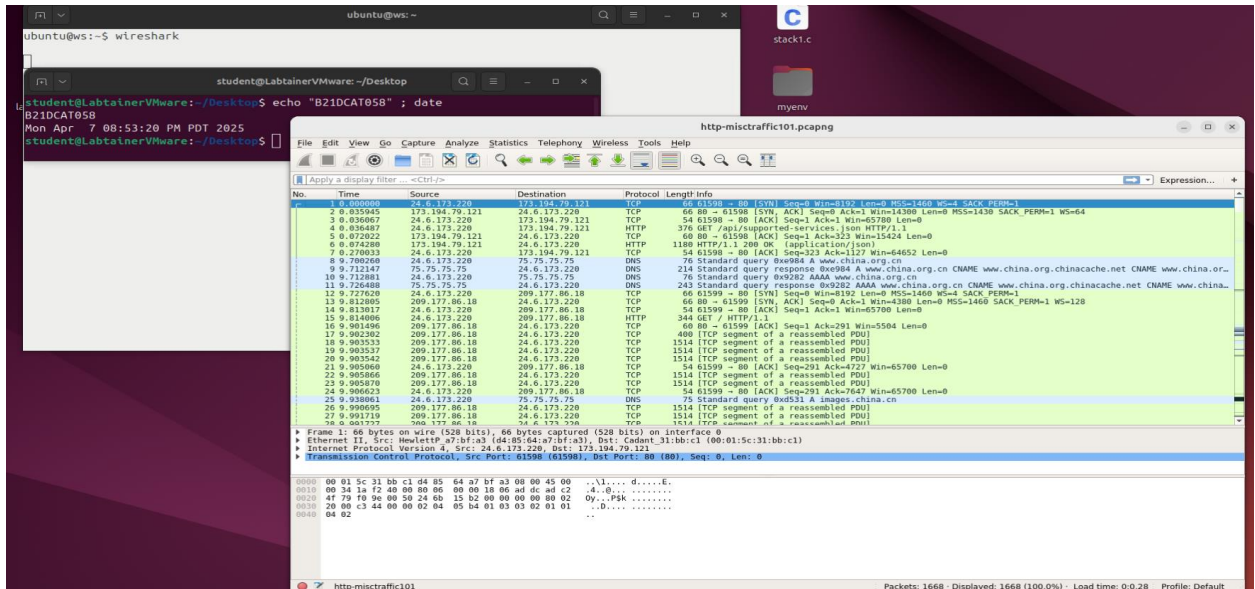 ubuntu@ws: ~
ubuntu@ws:~$ wireshark
stack1.c
myenv
student@LabtainerVMware: ~/Desktop
student@LabtainerVMware:~/Desktop$ echo "B21DCAT058" ; date
B21DCAT058
Mon Apr  7 08:53:20 PM PDT 2025
student@LabtainerVMware:~/Desktop$
http-misctraffic101.pcapng
File Edit View Go Capture Analyze Statistics Telephony Wireless Tools Help
Apply a display filter ... <Ctrl-/> Expression... +
No. Time Source Destination Protocol Length Info
1 0.000000 24.6.173.220 173.194.79.121 TCP 66 61598 → 80 [SYN] Seq=0 Win=8192 Len=0 MSS=1460 WS=4 SACK_PERM=1
2 0.035945 173.194.79.121 24.6.173.220 TCP 66 80 → 61598 [SYN, ACK] Seq=0 Ack=1 Win=14300 Len=0 MSS=1430 SACK_PERM=1 WS=64
3 0.036067 24.6.173.220 173.194.79.121 TCP 54 61598 → 80 [ACK] Seq=1 Ack=1 Win=65780 Len=0
4 0.036487 24.6.173.220 173.194.79.121 HTTP 376 GET /api/supported-services.json HTTP/1.1
5 0.072022 173.194.79.121 24.6.173.220 TCP 60 80 → 61598 [ACK] Seq=1 Ack=323 Win=15424 Len=0
6 0.074280 173.194.79.121 24.6.173.220 HTTP 1180 HTTP/1.1 200 OK (application/json)
7 0.270033 24.6.173.220 173.194.79.121 TCP 54 61598 → 80 [ACK] Seq=323 Ack=1127 Win=64652 Len=0
8 9.700260 24.6.173.220 75.75.75.75 DNS 76 Standard query 0xe984 A www.china.org.cn
9 9.712147 75.75.75.75 24.6.173.220 DNS 214 Standard query response 0xe984 A www.china.org.cn CNAME www.china.org.chinacache.net CNAME www.china.or...
10 9.712881 24.6.173.220 75.75.75.75 DNS 76 Standard query 0x9282 AAAA www.china.org.cn
11 9.726488 75.75.75.75 24.6.173.220 DNS 243 Standard query response 0x9282 AAAA www.china.org.cn CNAME www.china.org.chinacache.net CNAME www.china...
12 9.727620 24.6.173.220 209.177.86.18 TCP 66 61599 → 80 [SYN] Seq=0 Win=8192 Len=0 MSS=1460 WS=4 SACK_PERM=1
13 9.812805 209.177.86.18 24.6.173.220 TCP 66 80 → 61599 [SYN, ACK] Seq=0 Ack=1 Win=4380 Len=0 MSS=1460 SACK_PERM=1 WS=128
14 9.813017 24.6.173.220 209.177.86.18 TCP 54 61599 → 80 [ACK] Seq=1 Ack=1 Win=65700 Len=0
15 9.814006 24.6.173.220 209.177.86.18 HTTP 344 GET / HTTP/1.1
16 9.901496 209.177.86.18 24.6.173.220 TCP 60 80 → 61599 [ACK] Seq=1 Ack=291 Win=5504 Len=0
17 9.902302 209.177.86.18 24.6.173.220 TCP 400 [TCP segment of a reassembled PDU]
18 9.903533 209.177.86.18 24.6.173.220 TCP 1514 [TCP segment of a reassembled PDU]
19 9.903537 209.177.86.18 24.6.173.220 TCP 1514 [TCP segment of a reassembled PDU]
20 9.903542 209.177.86.18 24.6.173.220 TCP 1514 [TCP segment of a reassembled PDU]
21 9.905060 24.6.173.220 209.177.86.18 TCP 54 61599 → 80 [ACK] Seq=291 Ack=4727 Win=65700 Len=0
22 9.905866 209.177.86.18 24.6.173.220 TCP 1514 [TCP segment of a reassembled PDU]
23 9.905870 209.177.86.18 24.6.173.220 TCP 1514 [TCP segment of a reassembled PDU]
24 9.906623 24.6.173.220 209.177.86.18 TCP 54 61599 → 80 [ACK] Seq=291 Ack=7647 Win=65700 Len=0
25 9.938061 24.6.173.220 75.75.75.75 DNS 75 Standard query 0xd531 A images.china.cn
26 9.990695 209.177.86.18 24.6.173.220 TCP 1514 [TCP segment of a reassembled PDU]
27 9.991719 209.177.86.18 24.6.173.220 TCP 1514 [TCP segment of a reassembled PDU]
28 9.991727 209.177.86.18 24.6.173.220 TCP 1514 [TCP segment of a reassembled PDU]
Frame 1: 66 bytes on wire (528 bits), 66 bytes captured (528 bits) on interface 0
Ethernet II, Src: HewlettP_a7:bf:a3 (d4:85:64:a7:bf:a3), Dst: Cadant_31:bb:c1 (00:01:5c:31:bb:c1)
Internet Protocol Version 4, Src: 24.6.173.220, Dst: 173.194.79.121
Transmission Control Protocol, Src Port: 61598 (61598), Dst Port: 80 (80), Seq: 0, Len: 0
0000 00 01 5c 31 bb c1 d4 85 64 a7 bf a3 08 00 45 00 ..\1.... d.....E.
0010 00 34 1a f2 40 00 80 06 00 00 18 06 ad dc ad c2 .4..@... ........
0020 4f 79 f0 9e 00 50 24 6b 15 b2 00 00 00 00 80 02 Oy...P$k ........
0030 20 00 c3 44 00 00 02 04 05 b4 01 03 03 02 01 01 ..D.... ........
0040 04 02 ..
http-misctraffic101 Packets: 1668 · Displayed: 1668 (100.0%) · Load time: 0:0.28 Profile: Default